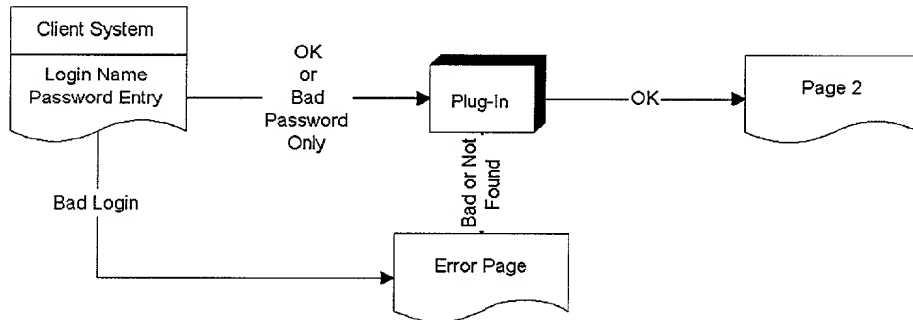 Client System
Login Name
Password Entry
OK
or
Bad
Password
Only
Plug-In
OK
Page 2
Bad Login
Bad or Not
Found
Error Page